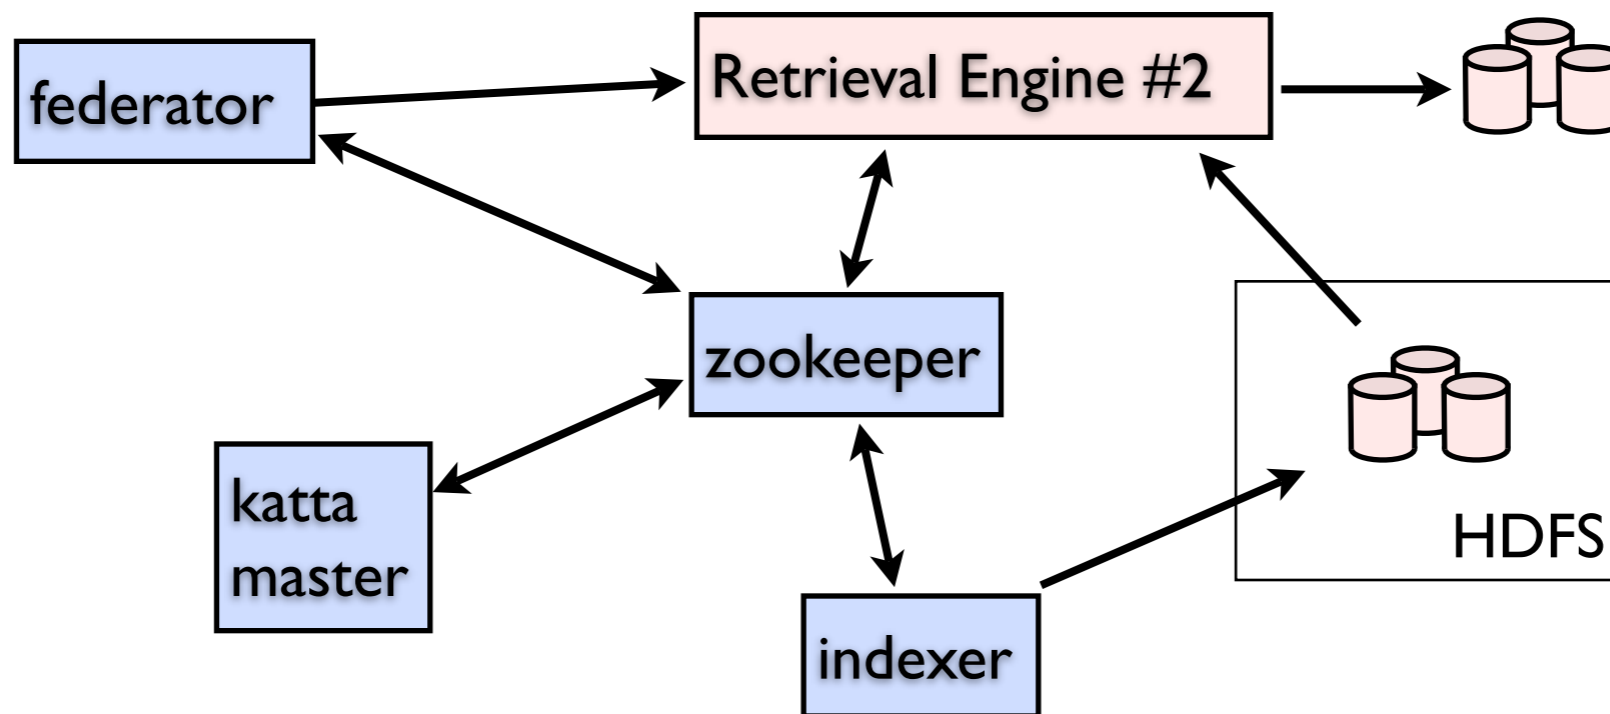 federator
Retrieval Engine #2
zookeeper
katta
master
HDFS
indexer